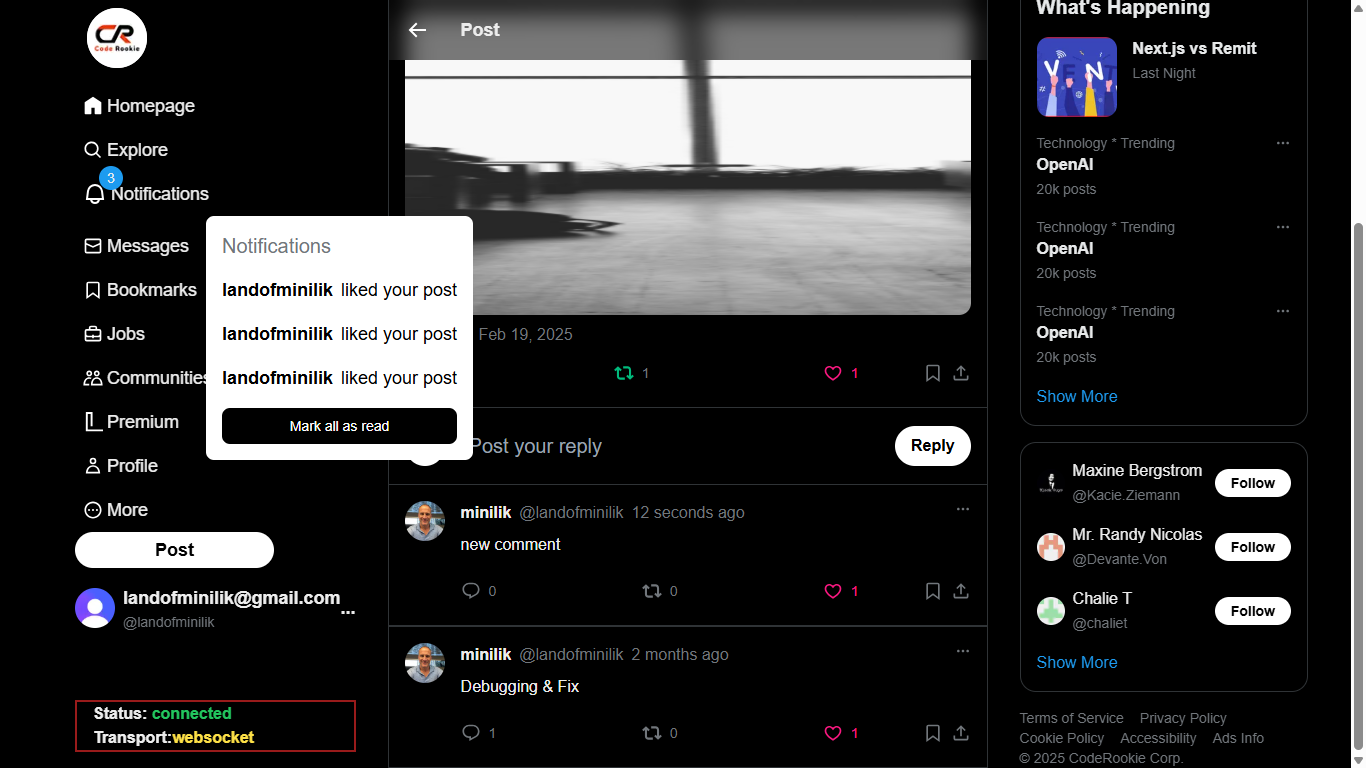 CR
Code Rookie
Homepage
Explore
3
Notifications
Messages
Bookmarks
Jobs
Communities
Premium
Profile
More
Post
landofminilik@gmail.com
...
@landofminilik
Status: connected
Transport:websocket
Notifications
landofminilik liked your post
landofminilik liked your post
landofminilik liked your post
Mark all as read
Post
Feb 19, 2025
1
1
Post your reply
Reply
minilik @landofminilik 12 seconds ago
new comment
0
0
1
minilik @landofminilik 2 months ago
Debugging & Fix
1
0
1
What's Happening
Next.js vs Remit
Last Night
Technology * Trending
OpenAI
20k posts
Technology * Trending
OpenAI
20k posts
Technology * Trending
OpenAI
20k posts
Show More
Maxine Bergstrom
@Kacie.Ziemann
Follow
Mr. Randy Nicolas
@Devante.Von
Follow
Chalie T
@chaliet
Follow
Show More
Terms of Service Privacy Policy
Cookie Policy Accessibility Ads Info
© 2025 CodeRookie Corp.